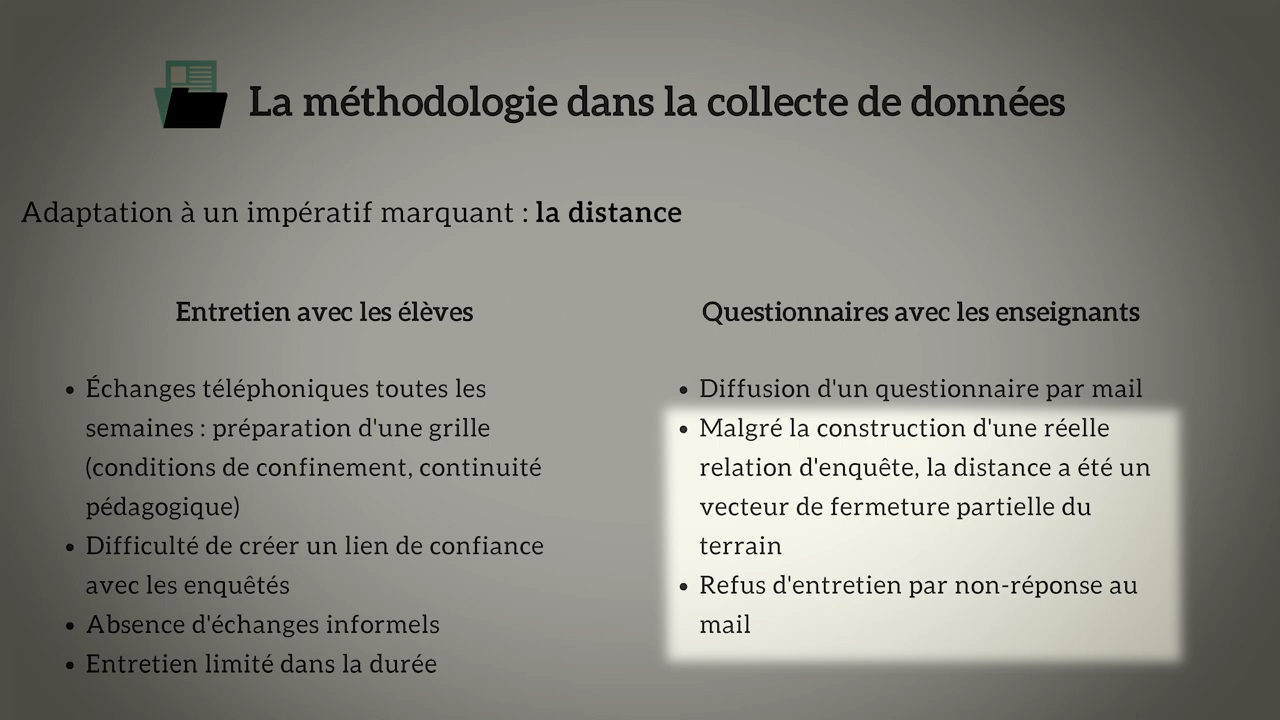 La méthodologie dans la collecte de données
Adaptation à un impératif marquant : la distance
Entretien avec les élèves
• Échanges téléphoniques toutes les
semaines : préparation d'une grille
(conditions de confinement, continuité
pédagogique)
• Difficulté de créer un lien de confiance
avec les enquêtés
• Absence d'échanges informels
• Entretien limité dans la durée
Questionnaires avec les enseignants
• Diffusion d'un questionnaire par mail
• Malgré la construction d'une réelle
relation d'enquête, la distance a été un
vecteur de fermeture partielle du
terrain
• Refus d'entretien par non-réponse au
mail